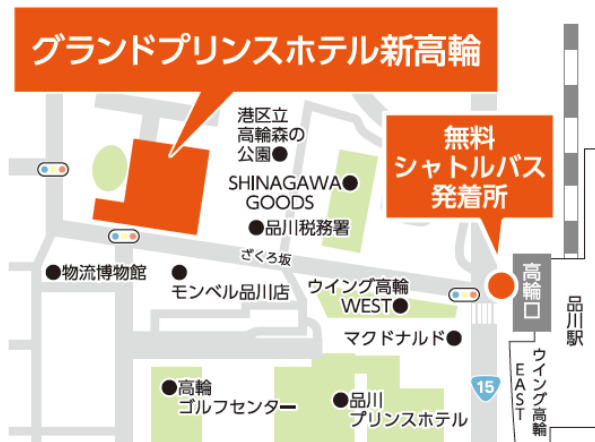 グランドプリンスホテル新高輪
港区立
高輪森の
公園●
無料
シャトルバス
発着所
SHINAGAWA●
GOODS
●品川税務署
ざくろ坂
●物流博物館
●
モンベル品川店
ウイング高輪
WEST●
高輪口
品川駅
マクドナルド●
ウイング高輪
EAST
15
●高輪
ゴルフセンター
●品川
プリンスホテル